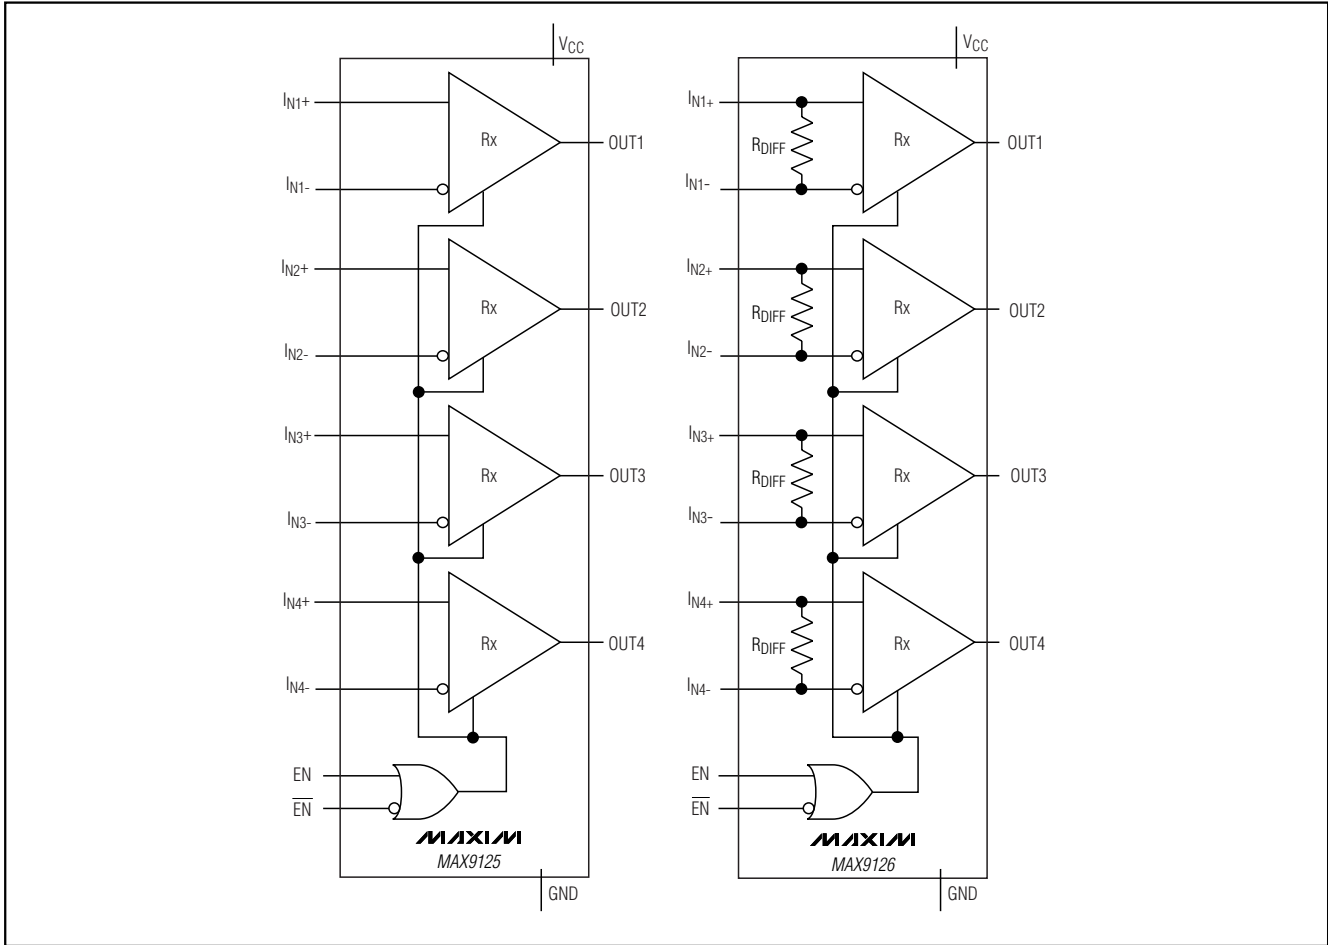 VCC
IN1+
Rx
OUT1
IN1-
IN2+
Rx
OUT2
IN2-
IN3+
Rx
OUT3
IN3-
IN4+
Rx
OUT4
IN4-
EN
E̅N̅
MAXIM
MAX9125
GND
VCC
IN1+
RDIFF
Rx
OUT1
IN1-
IN2+
RDIFF
Rx
OUT2
IN2-
IN3+
RDIFF
Rx
OUT3
IN3-
IN4+
RDIFF
Rx
OUT4
IN4-
EN
E̅N̅
MAXIM
MAX9126
GND